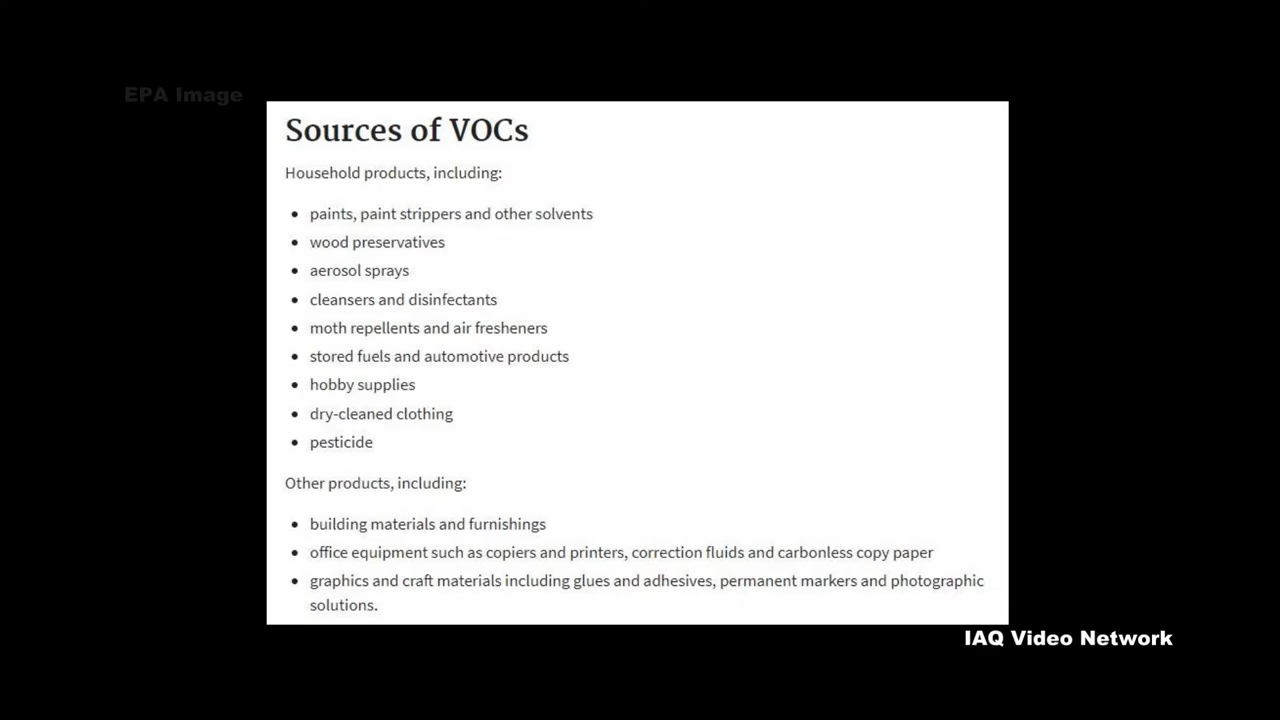 EPA Image
Sources of VOCs
Household products, including:
• paints, paint strippers and other solvents
• wood preservatives
• aerosol sprays
• cleansers and disinfectants
• moth repellents and air fresheners
• stored fuels and automotive products
• hobby supplies
• dry-cleaned clothing
• pesticide
Other products, including:
• building materials and furnishings
• office equipment such as copiers and printers, correction fluids and carbonless copy paper
• graphics and craft materials including glues and adhesives, permanent markers and photographic
solutions.
IAQ Video Network